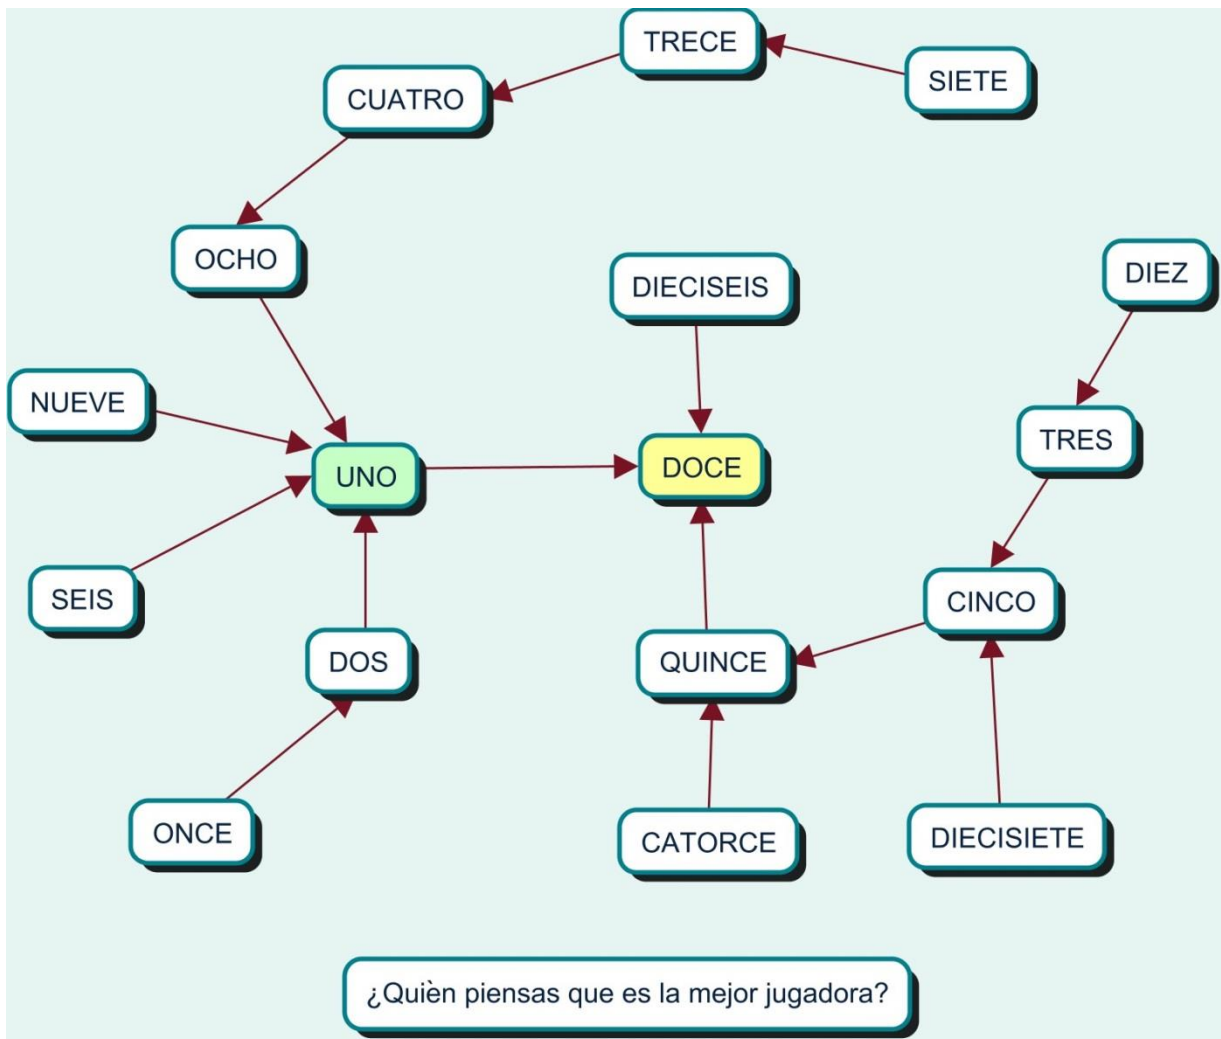 TRECE
SIETE
CUATRO
OCHO
DIECISEIS
DIEZ
NUEVE
TRES
UNO
DOCE
SEIS
CINCO
DOS
QUINCE
ONCE
CATORCE
DIECISIETE
¿Quièn piensas que es la mejor jugadora?